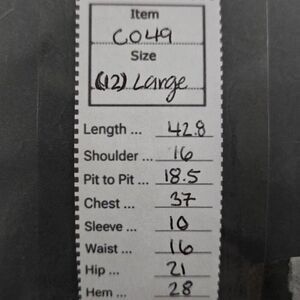 Item
C049
Size
(12) Large
Length ... 42.8
Shoulder ... 16
Pit to Pit ... 18.5
Chest ... 37
Sleeve ... 10
Waist ... 16
Hip ... 21
Hem ... 28